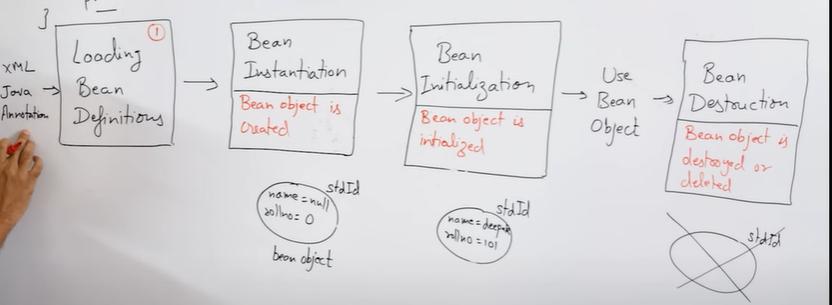 }
XML
Java
Annotation
1
Loading
Bean
Definitions
Bean
Instantiation
Bean object is
created
name=null
rollno=0
stdId
bean object
Bean
Initialization
Bean object is
intialized
stdId
name=deepak
rollno=101
Use
Bean
Object
Bean
Destruction
Bean object is
destroyed or
deleted
stdId